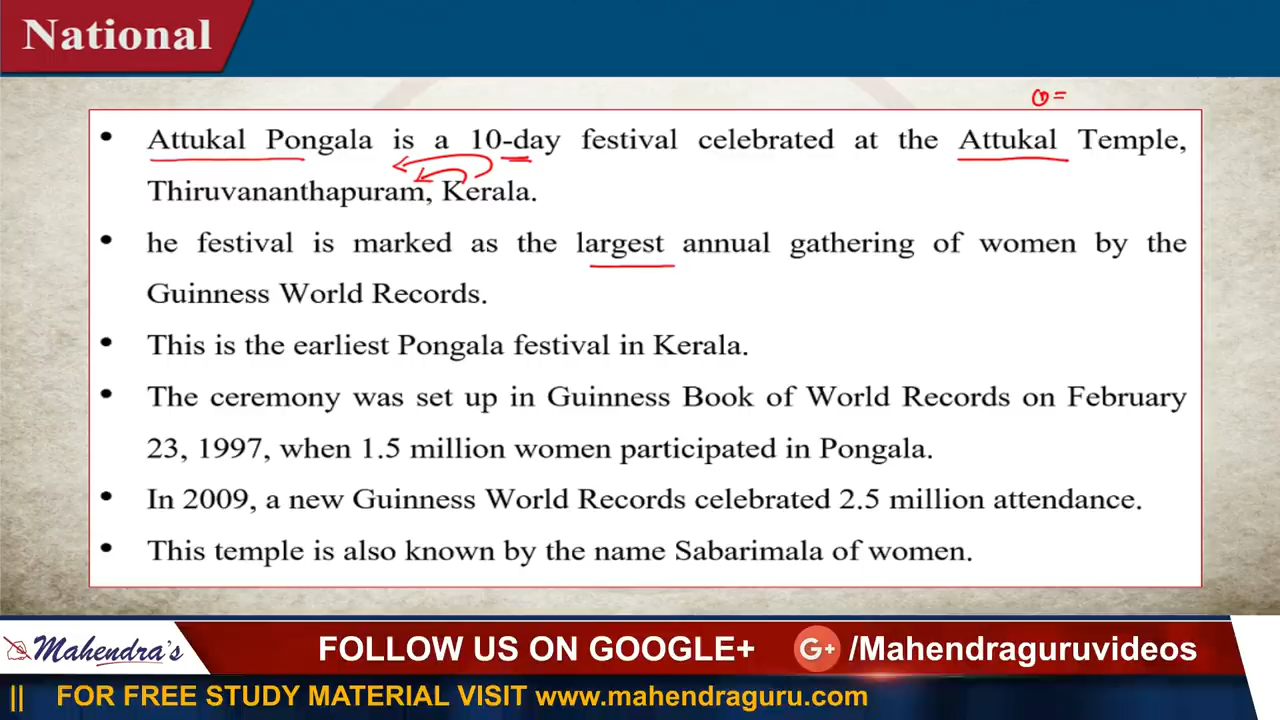 National
• Attukal Pongala is a 10-day festival celebrated at the Attukal Temple,
Thiruvananthapuram, Kerala.
• he festival is marked as the largest annual gathering of women by the
Guinness World Records.
• This is the earliest Pongala festival in Kerala.
• The ceremony was set up in Guinness Book of World Records on February
23, 1997, when 1.5 million women participated in Pongala.
• In 2009, a new Guinness World Records celebrated 2.5 million attendance.
• This temple is also known by the name Sabarimala of women.
Mahendra's FOLLOW US ON GOOGLE+ G+ /Mahendraguruvideos
|| FOR FREE STUDY MATERIAL VISIT www.mahendraguru.com